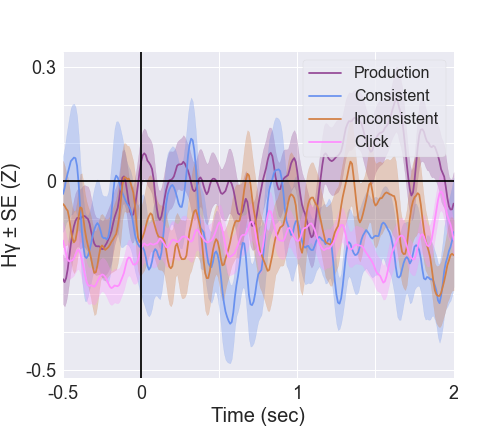 Production
Consistent
Inconsistent
Click
0.3
0
-0.5
Hγ ± SE (Z)
-0.5
0
1
2
Time (sec)